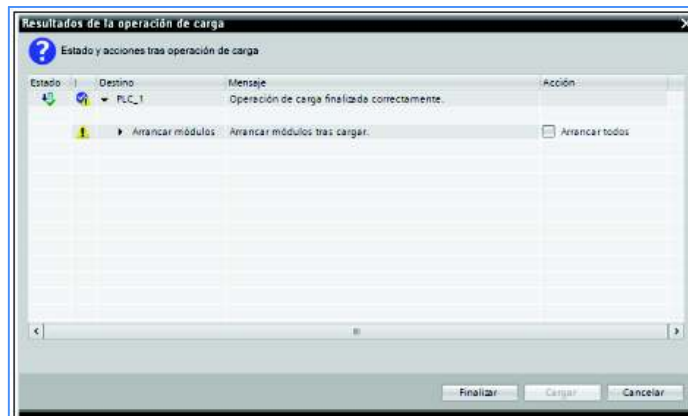 Resultados de la operación de carga
Estado y acciones tras operación de carga
Estado ! Destino Mensaje Acción
PLC_1 Operación de carga finalizada correctamente.
Arrancar módulos Arrancar módulos tras cargar. Arrancar todos
Finalizar Cargar Cancelar